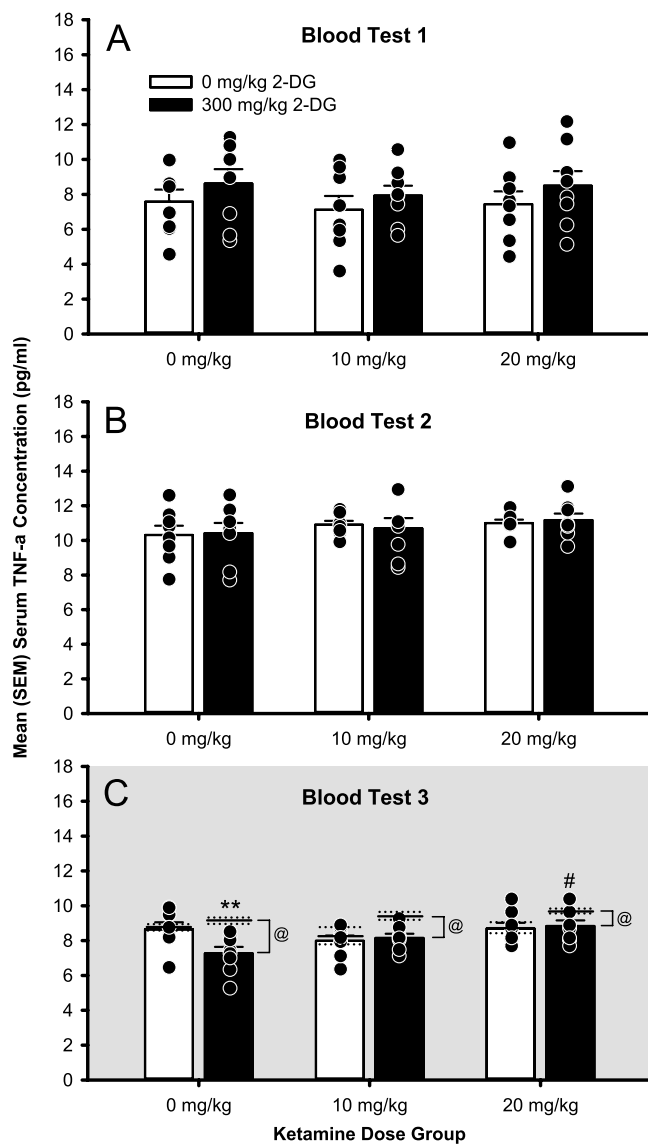 Mean (SEM) Serum TNF-a Concentration (pg/ml)
A
Blood Test 1
0 mg/kg 2-DG
300 mg/kg 2-DG
18
16
14
12
10
8
6
4
2
0
0 mg/kg
10 mg/kg
20 mg/kg
B
Blood Test 2
18
16
14
12
10
8
6
4
2
0
0 mg/kg
10 mg/kg
20 mg/kg
C
Blood Test 3
18
16
14
12
10
8
6
4
2
0
**
@
@
#
@
0 mg/kg
10 mg/kg
20 mg/kg
Ketamine Dose Group